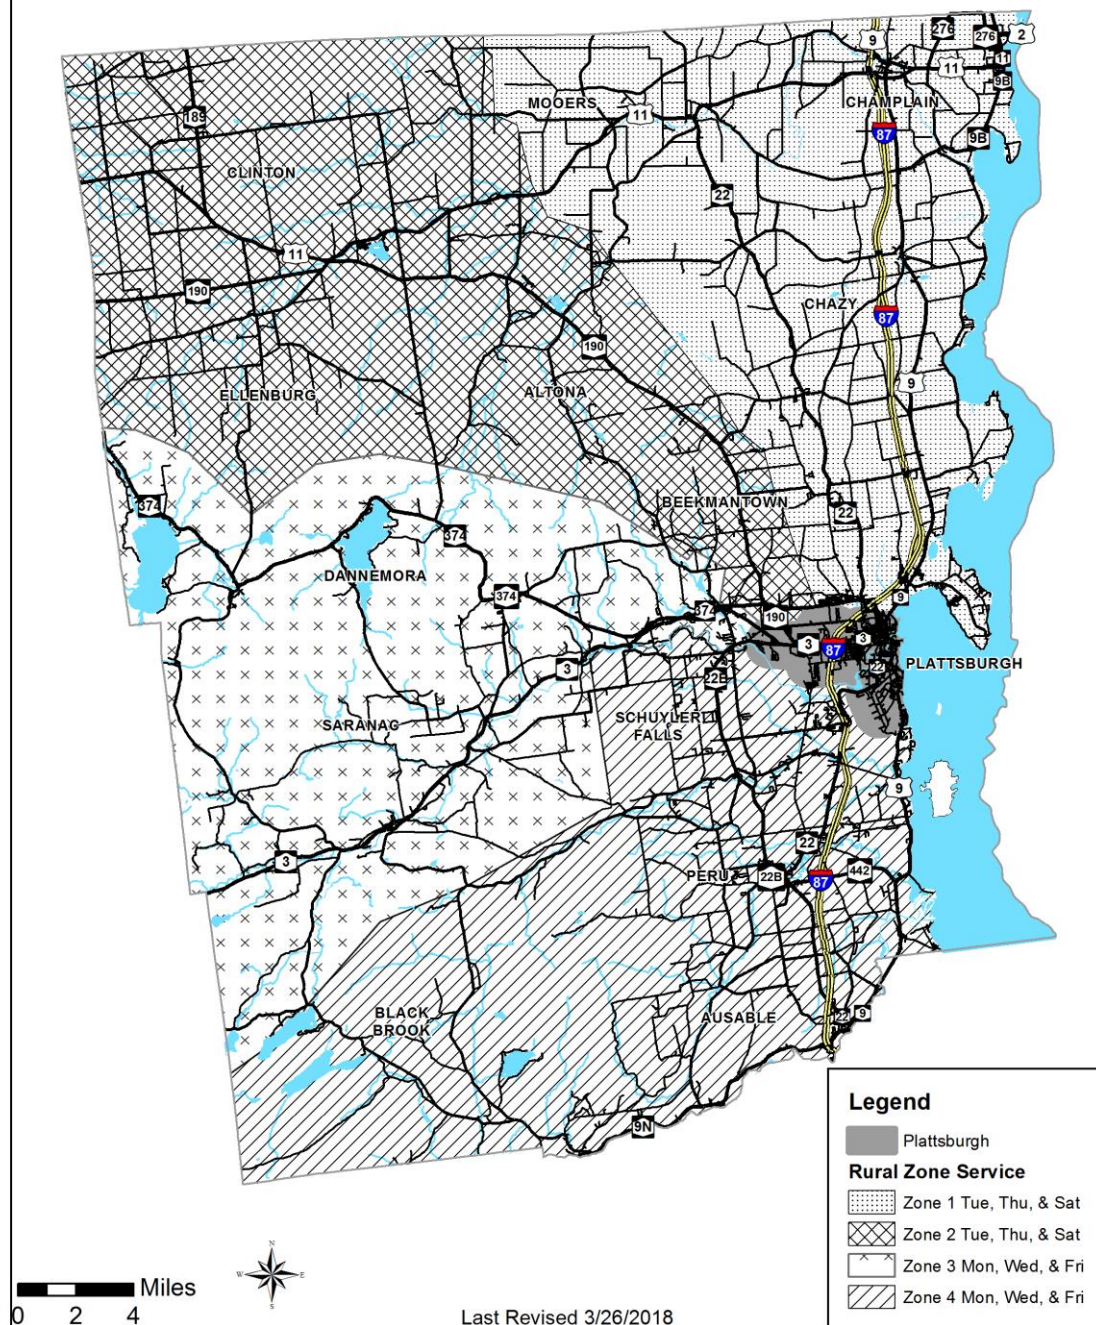 276
276
2
9
11
11
9B
MOOERS
CHAMPLAIN
11
189
87
9B
CLINTON
22
11
190
CHAZY
87
190
9
ELLENBURG
ALTONA
BEEKMANTOWN
374
22
374
DANNEMORA
374
9
374
190
3
3
87
3
PLATTSBURGH
22
22B
SCHUYLER
FALLS
SARANAC
9
22
3
PERU
22B
87
442
BLACK
BROOK
AUSABLE
22
9
9N
Legend
Plattsburgh
Rural Zone Service
Zone 1 Tue, Thu, & Sat
Zone 2 Tue, Thu, & Sat
Zone 3 Mon, Wed, & Fri
Zone 4 Mon, Wed, & Fri
N
W
E
S
Miles
0 2 4
Last Revised 3/26/2018